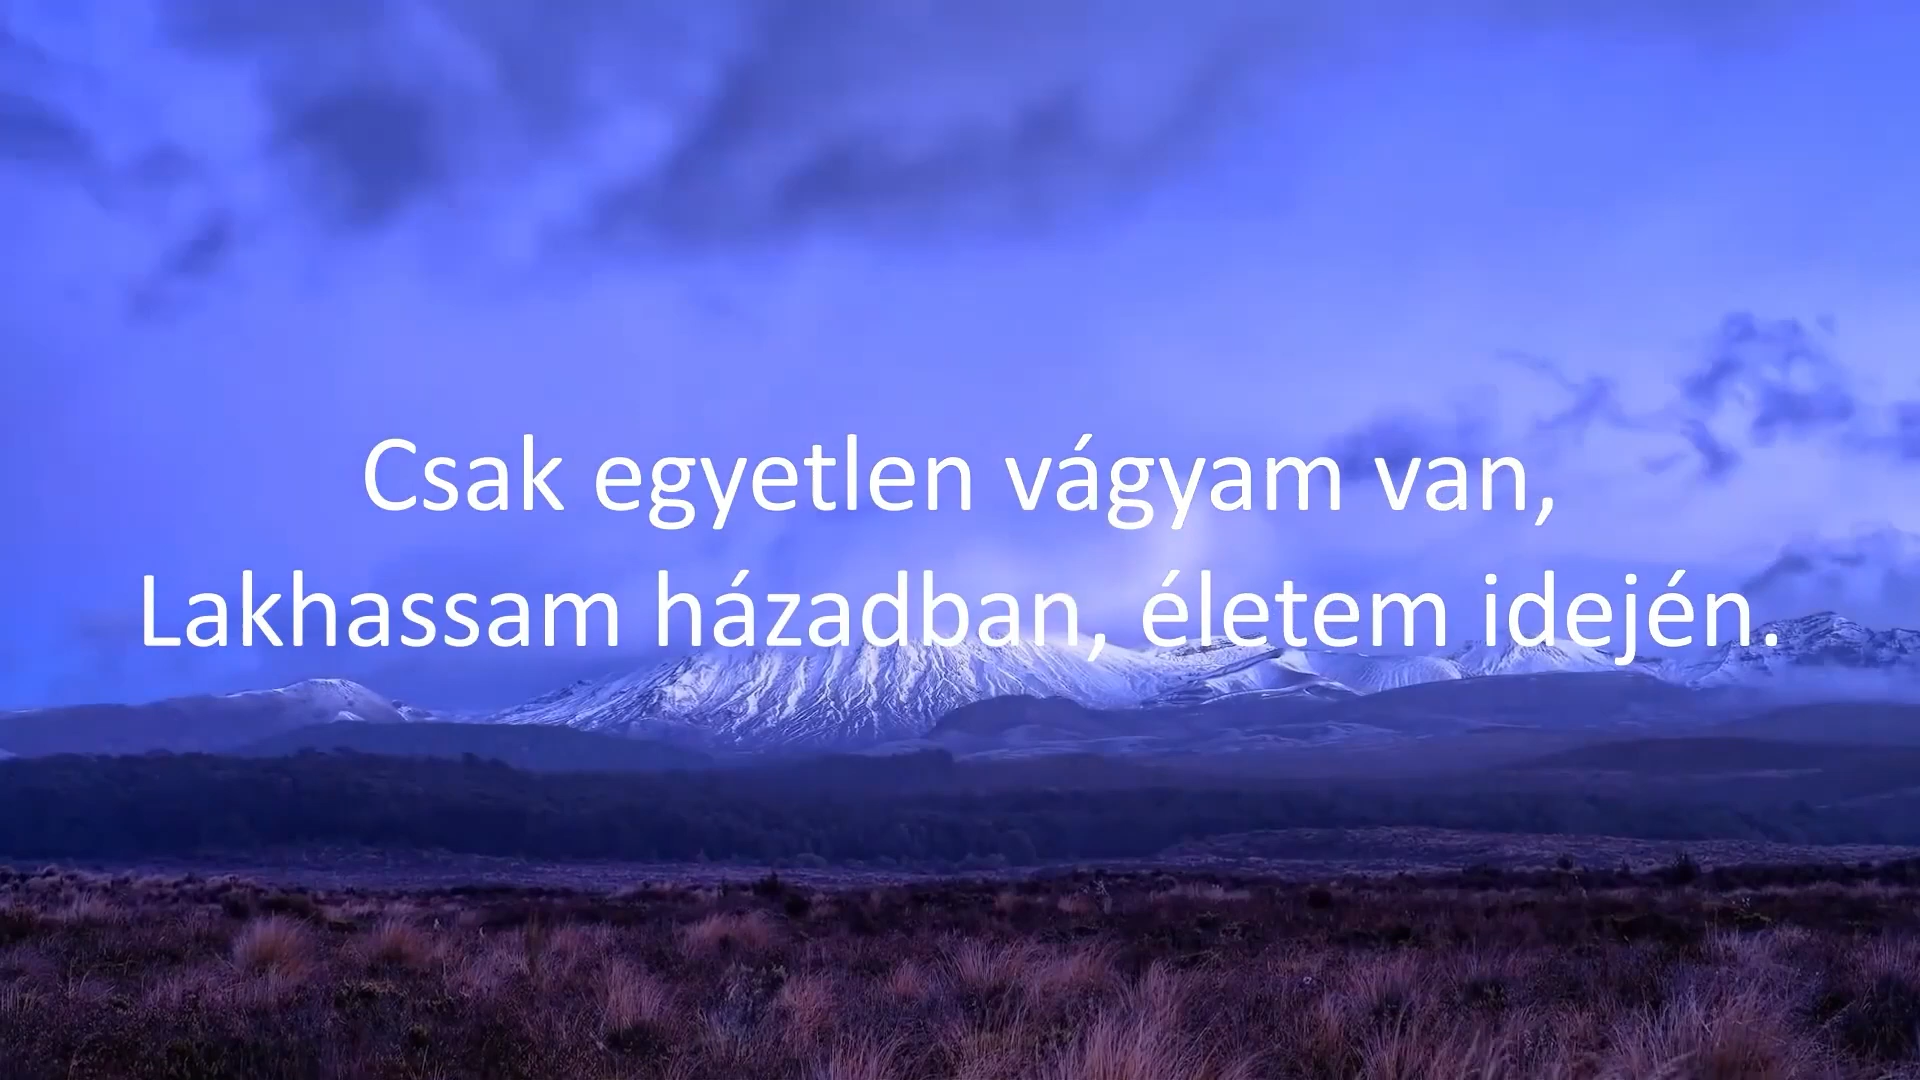 Csak egyetlen vágyam van,
Lakhassam házadban, életem idején.